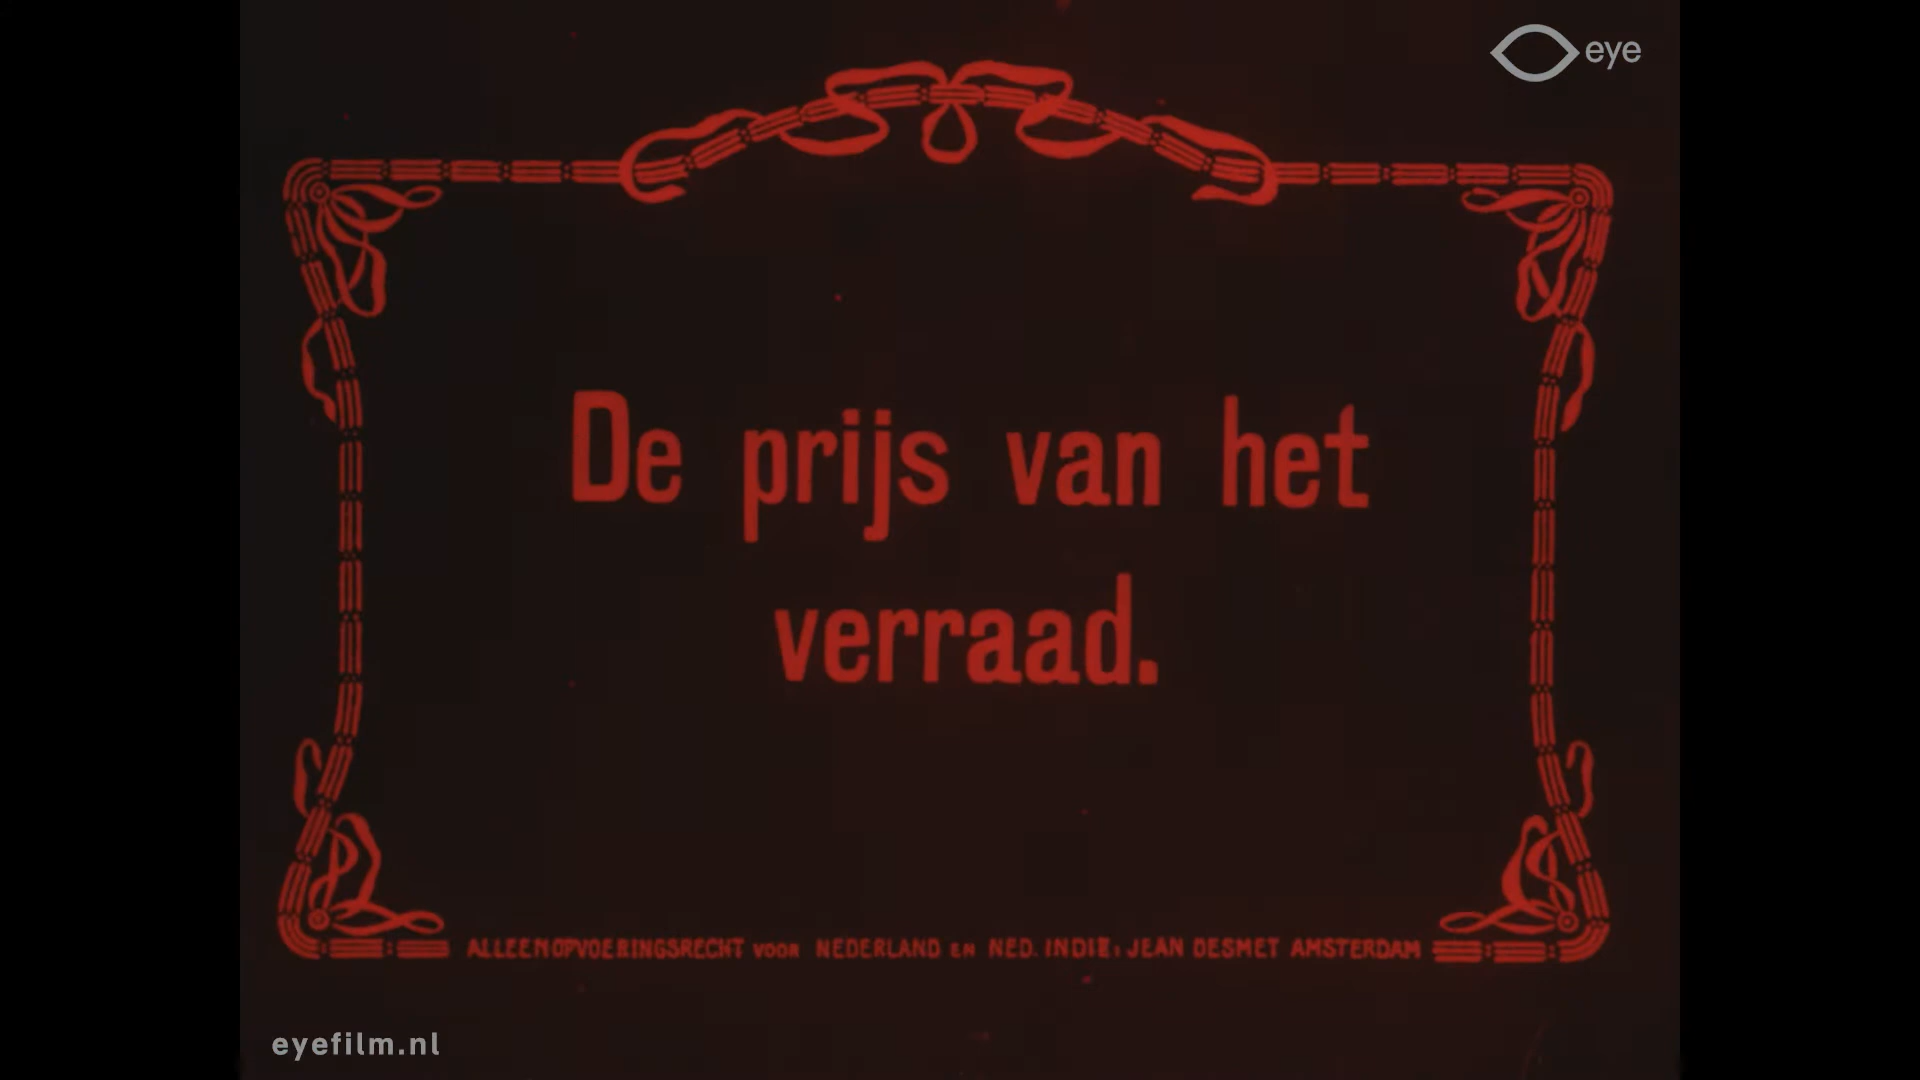 eye
De prijs van het
verraad.
ALLEENOPVOERINGSRECHT VOOR NEDERLAND EN NED. INDIE: JEAN DESMET AMSTERDAM
eyefilm.nl